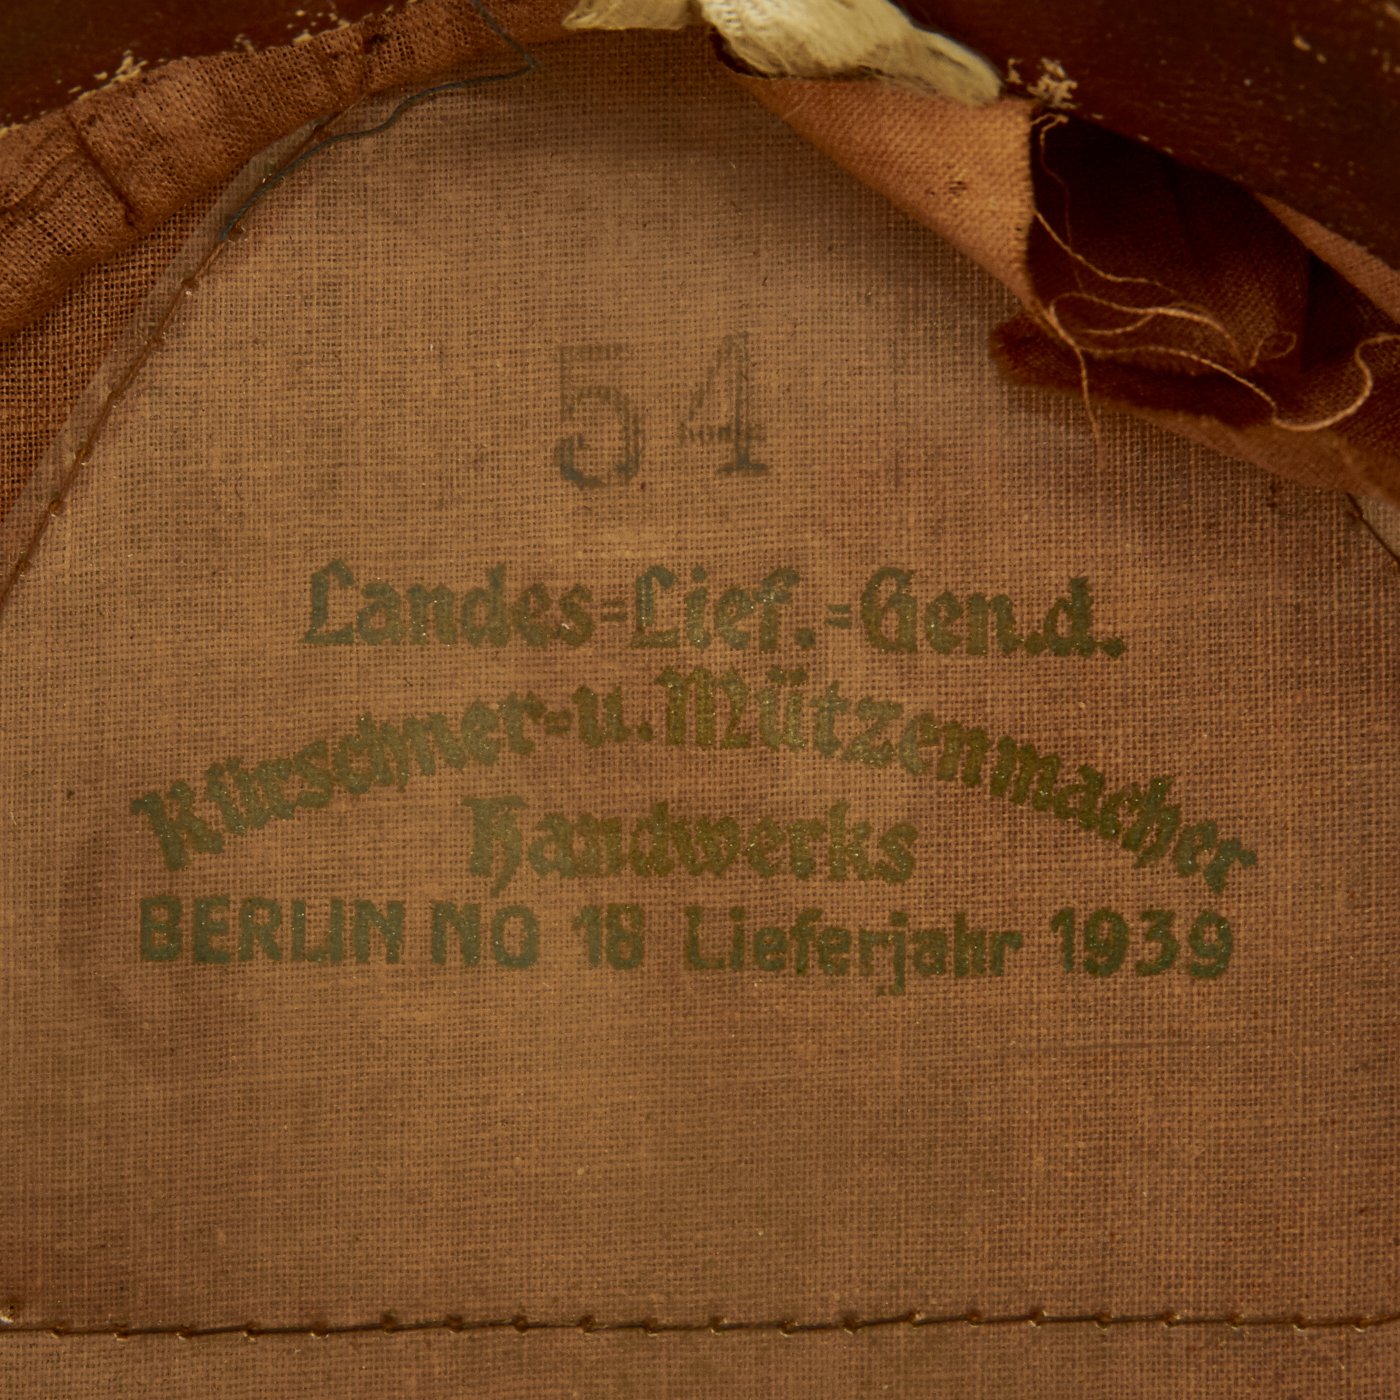 54
Landes=Lief.=Gen.d.
Kürschner=u.Mützenmacher
Handwerks
BERLIN NO 18 Lieferjahr 1939